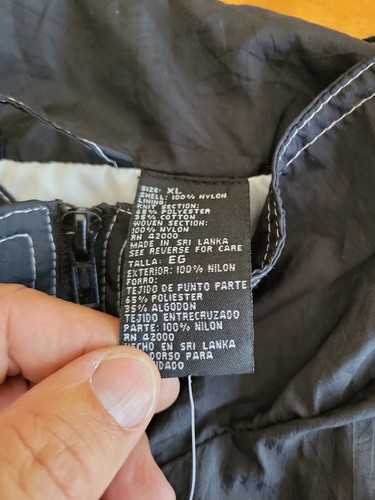 SIZE: XL
SHELL: 100% NYLON
LINING:
KNIT SECTION:
65% POLYESTER
35% COTTON
WOVEN SECTION:
100% NYLON
RN 42000
MADE IN SRI LANKA
SEE REVERSE FOR CARE
TALLA: EG
EXTERIOR: 100% NILON
FORRO:
TEJIDO DE PUNTO PARTE
65% POLIESTER
35% ALGODON
TEJIDO ENTRECRUZADO
PARTE: 100% NILON
RN 42000
HECHO EN SRI LANKA
DORSO PARA